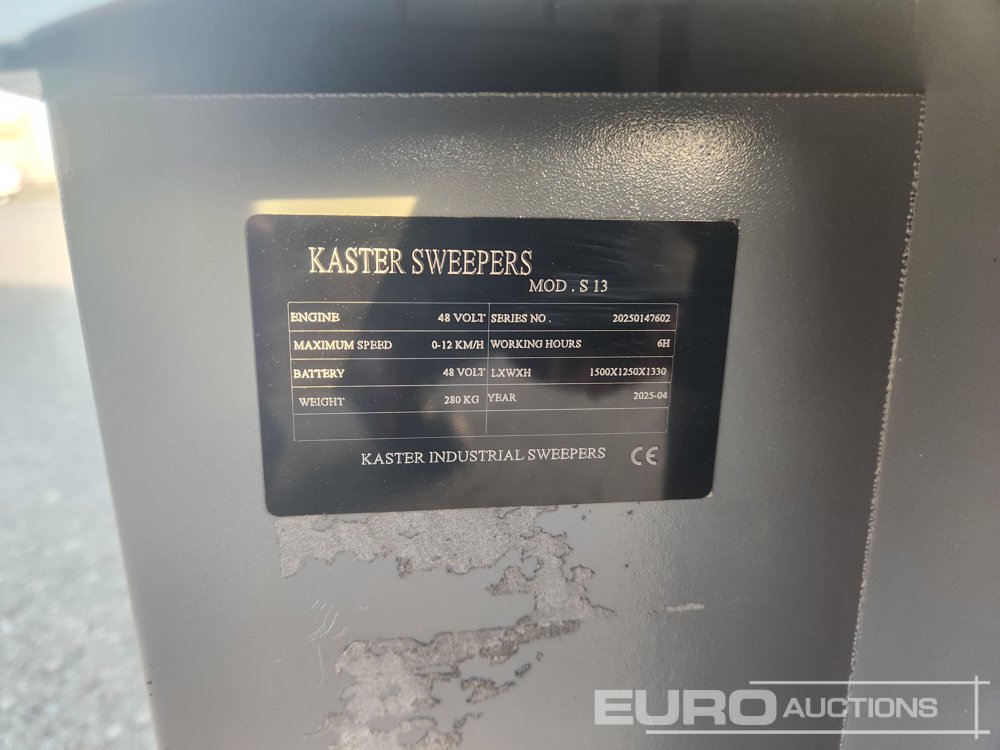 KASTER SWEEPERS
MOD . S 13
ENGINE 48 VOLT SERIES NO . 20250147602
MAXIMUM SPEED 0-12 KM/H WORKING HOURS 6H
BATTERY 48 VOLT LXWXH 1500X1250X1330
WEIGHT 280 KG YEAR 2025-04
KASTER INDUSTRIAL SWEEPERS CE
EURO AUCTIONS